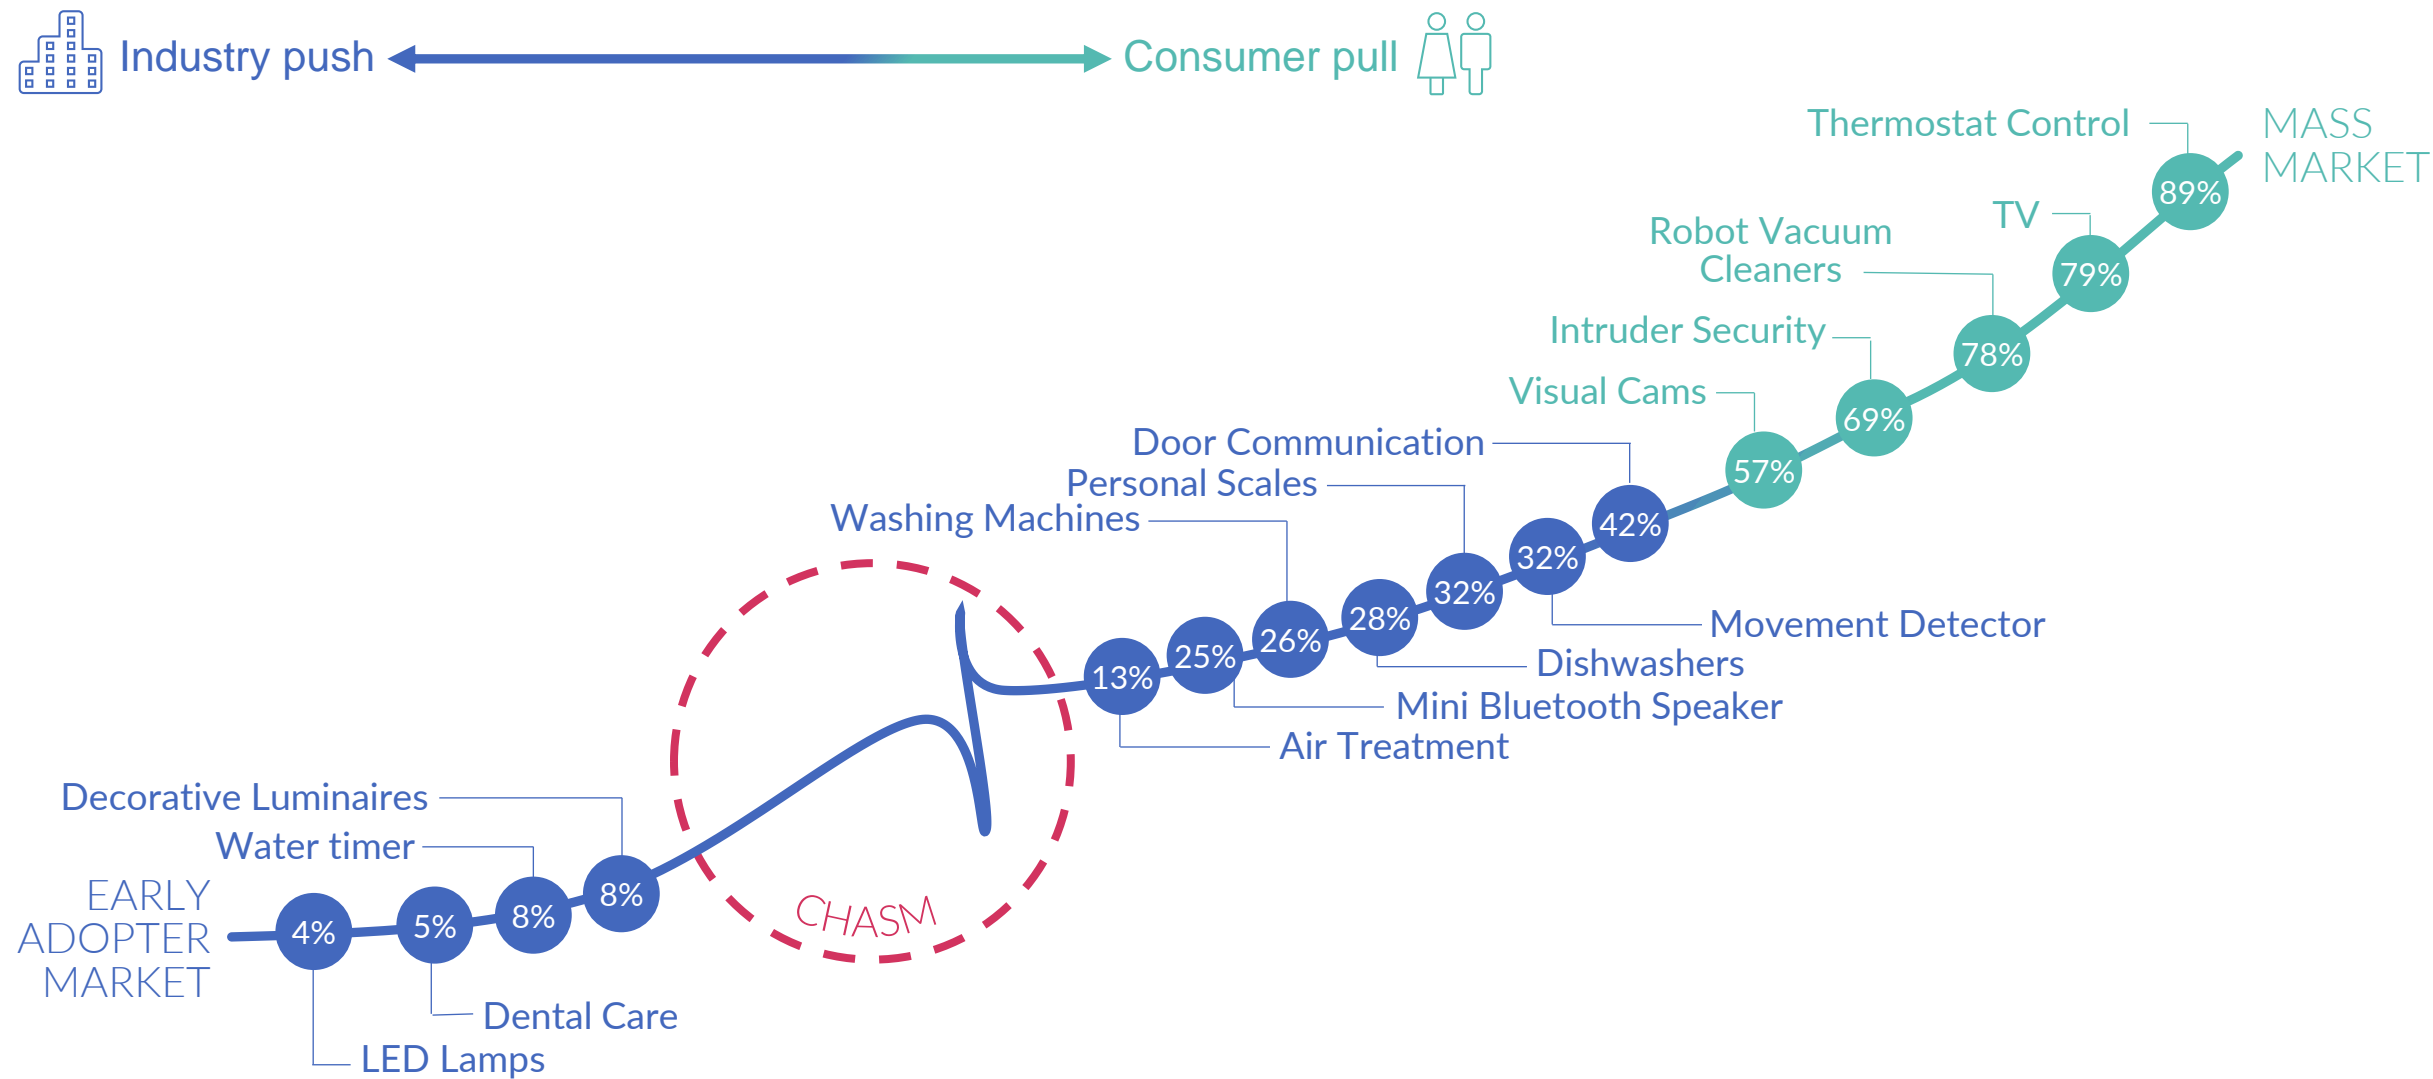 Industry push
Consumer pull
Thermostat Control
MASS
MARKET
89%
TV
79%
Robot Vacuum
Cleaners
78%
Intruder Security
69%
Visual Cams
57%
Door Communication
42%
Personal Scales
32%
Washing Machines
26%
32%
Movement Detector
28%
Dishwashers
25%
Mini Bluetooth Speaker
13%
Air Treatment
CHASM
Decorative Luminaires
8%
Water timer
8%
EARLY
ADOPTER
MARKET
4%
5%
Dental Care
LED Lamps